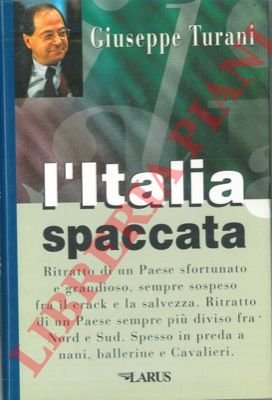 Giuseppe Turani
l'Italia
spaccata
Ritratto di un Paese sfortunato
e grandioso, sempre sospeso
fra il crack e la salvezza. Ritratto
di un Paese sempre più diviso fra
Nord e Sud. Spesso in preda a
nani, ballerine e Cavalieri.
LARUS
LIBRERIA PIANI